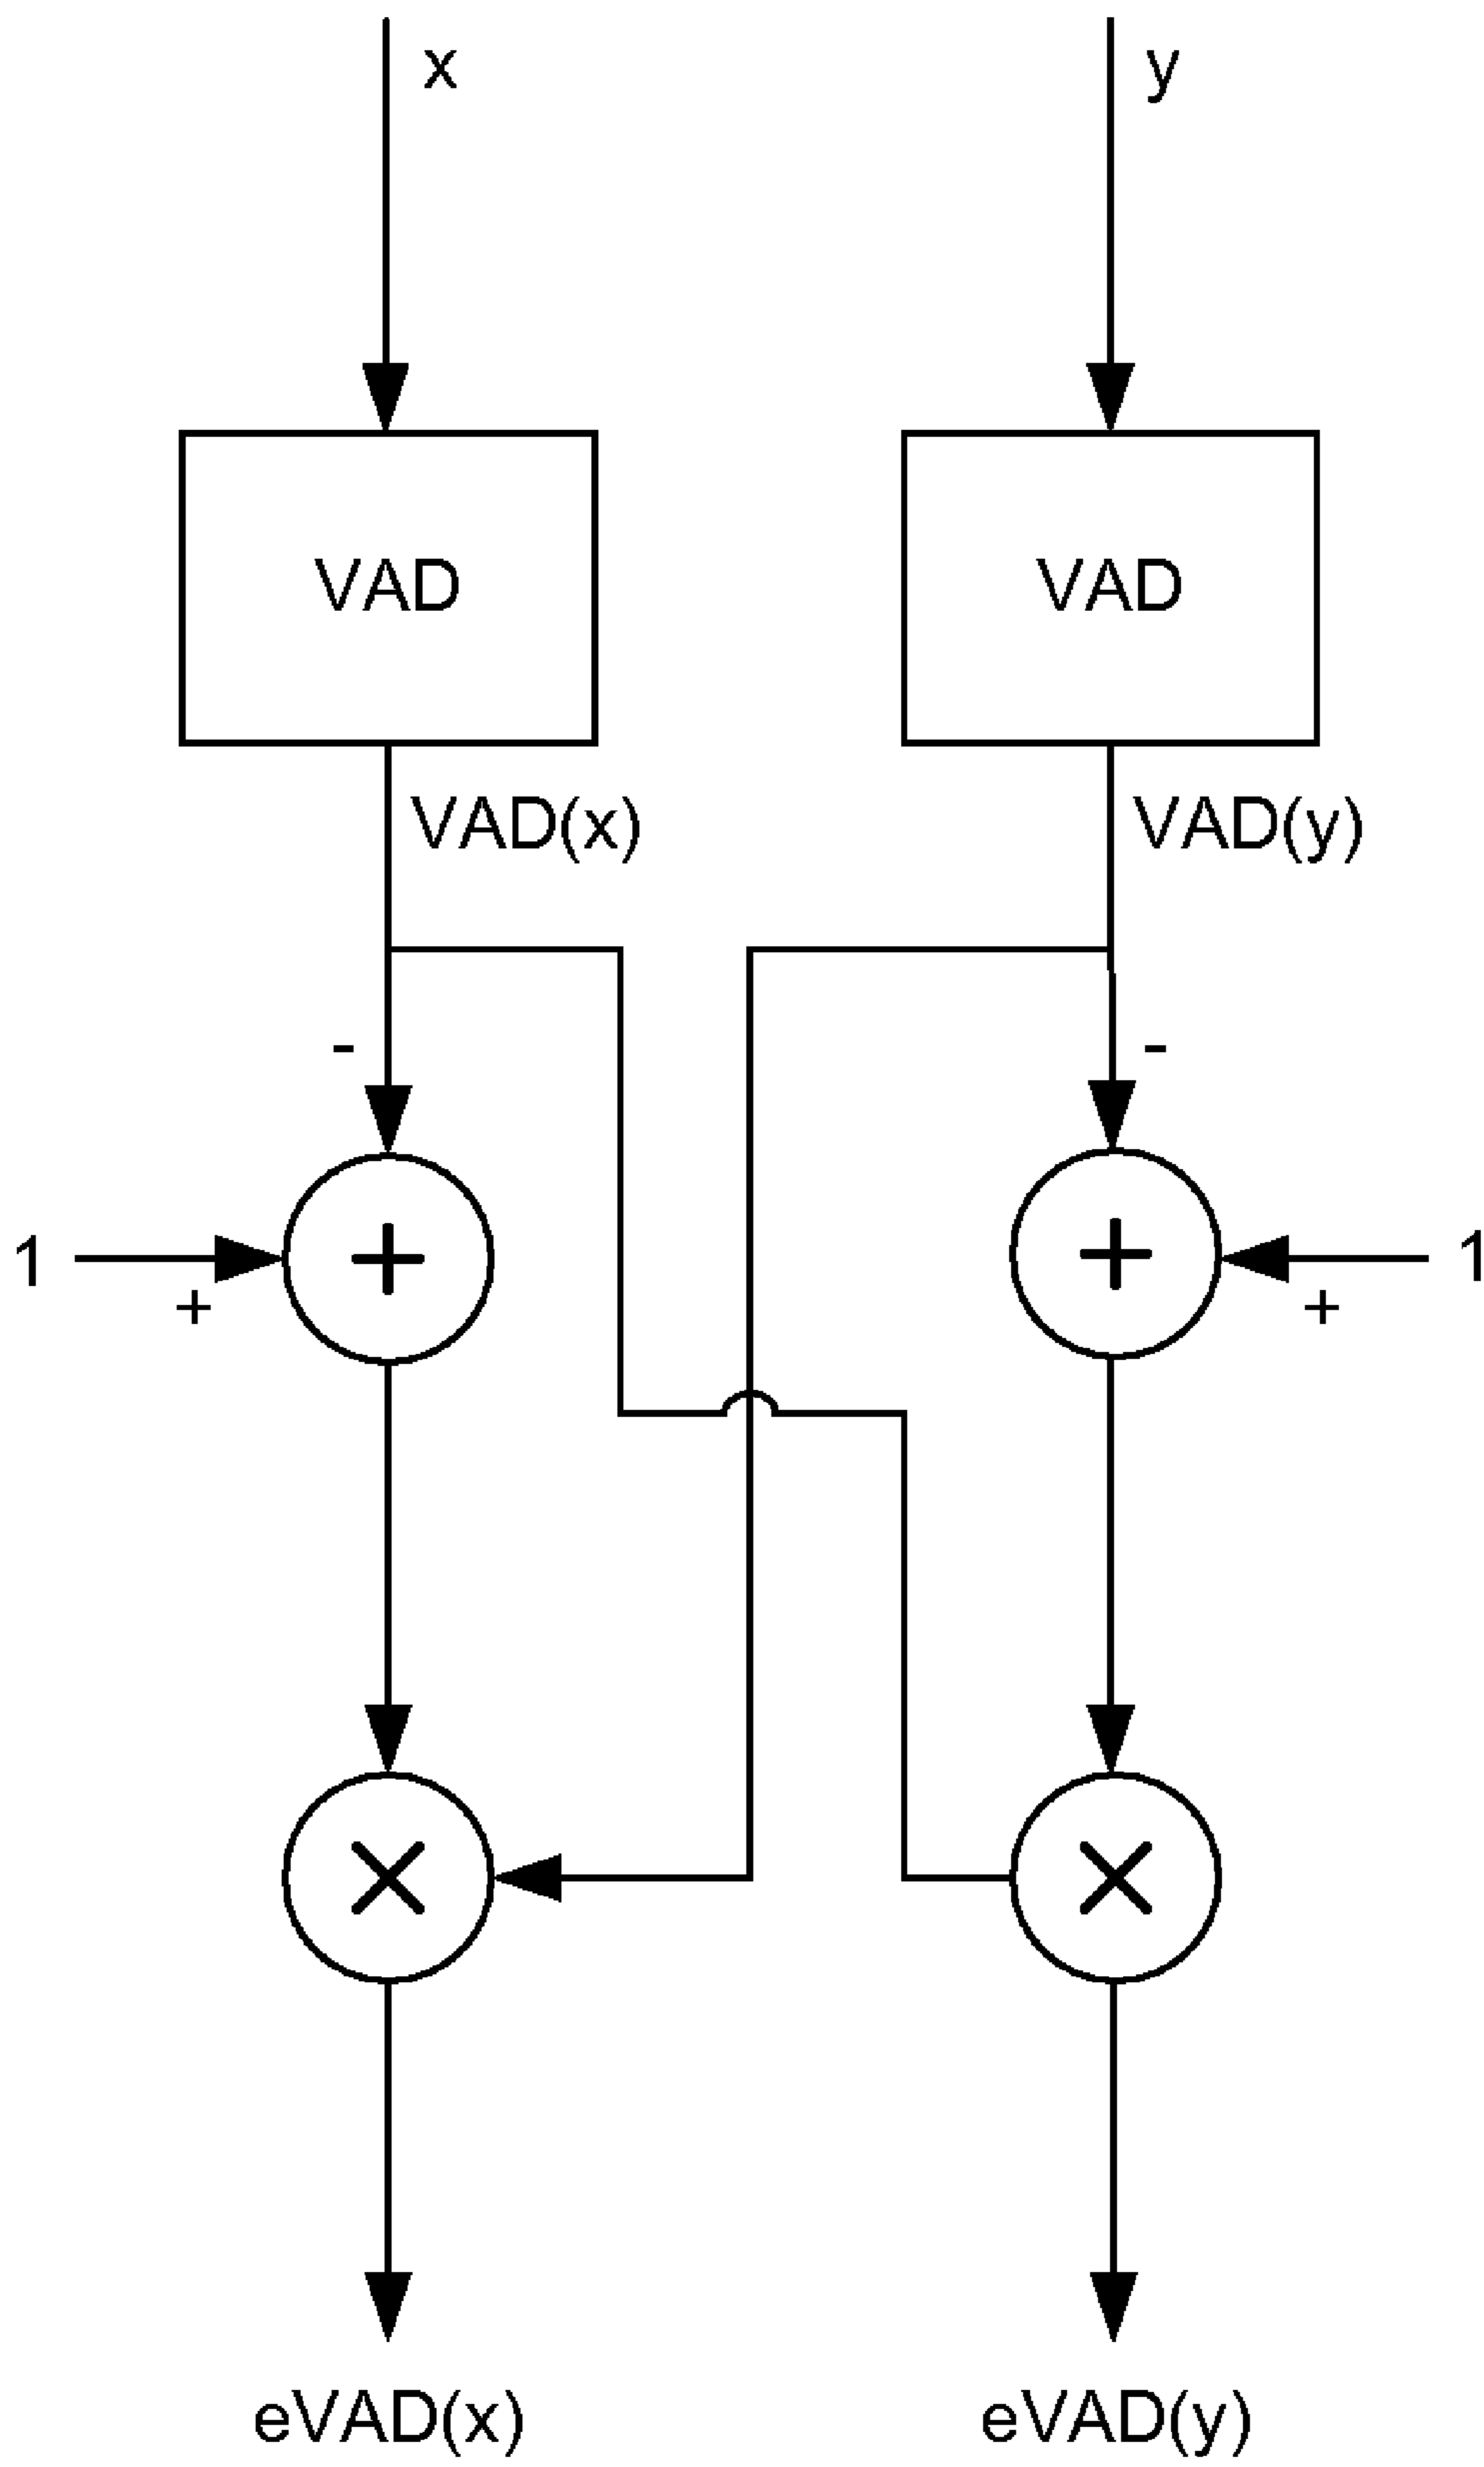 x
y
VAD
VAD
VAD(x)
VAD(y)
-
-
+
+
1
1
+
+
×
×
eVAD(x)
eVAD(y)